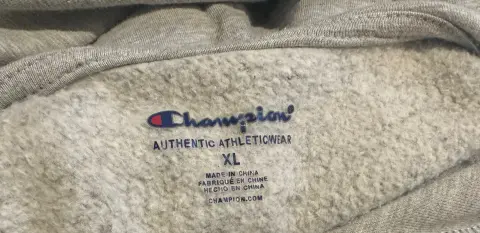 Champion®
AUTHENTIC ATHLETICWEAR
XL
MADE IN CHINA
FABRIQUÉ EN CHINE
HECHO EN CHINA
CHAMPION.COM